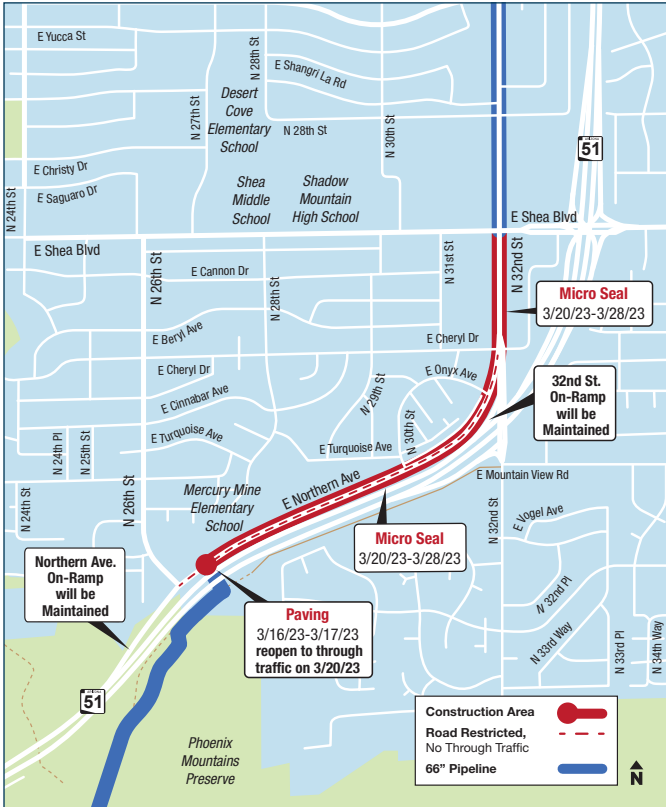 E Yucca St
N 28th St
E Shangri La Rd
Desert
Cove
Elementary
School
N 27th St
N 28th St
N 30th St
51
E Christy Dr
E Saguaro Dr
N 24th St
Shea
Middle
School
Shadow
Mountain
High School
E Shea Blvd
E Shea Blvd
N 26th St
E Cannon Dr
N 28th St
N 31st St
N 32nd St
Micro Seal
3/20/23-3/28/23
E Beryl Ave
E Cheryl Dr
E Cheryl Dr
E Onyx Ave
N 29th St
32nd St.
On-Ramp
will be
Maintained
E Cinnabar Ave
N 24th Pl
N 25th St
E Turquoise Ave
E Turquoise Ave
N 30th St
N 24th St
N 26th St
Mercury Mine
Elementary
School
E Northern Ave
E Mountain View Rd
N 32nd St
E Vogel Ave
Micro Seal
3/20/23-3/28/23
Northern Ave.
On-Ramp
will be
Maintained
Paving
3/16/23-3/17/23
reopen to through
traffic on 3/20/23
N 32nd Pl
N 33rd Way
N 33rd Pl
N 34th Way
51
Phoenix
Mountains
Preserve
Construction Area
Road Restricted,
No Through Traffic
66" Pipeline
N